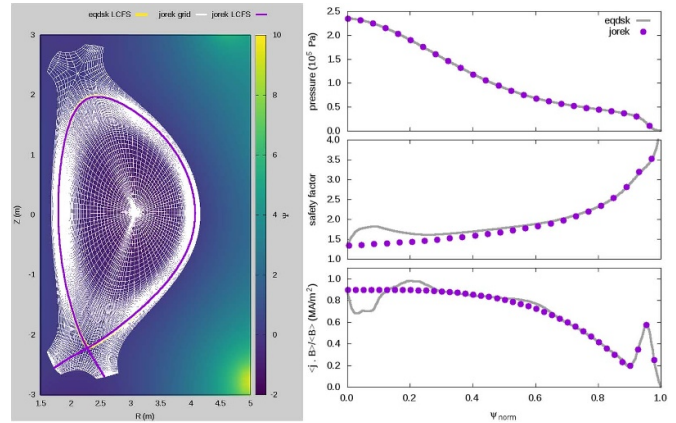 eqdsk LCFS jorek grid jorek LCFS
3
2
1
0
-1
-2
-3
Z (m)
1.5 2 2.5 3 3.5 4 4.5 5
R (m)
10
8
6
4
2
0
-2
Ψ
eqdsk
jorek
2.5
2.0
1.5
1.0
0.5
0.0
pressure (10⁵ Pa)
4.0
3.5
3.0
2.5
2.0
1.5
1.0
safety factor
1.0
0.8
0.6
0.4
0.2
0.0
<j . B>/<B> (MA/m²)
0.0 0.2 0.4 0.6 0.8 1.0
Ψnorm